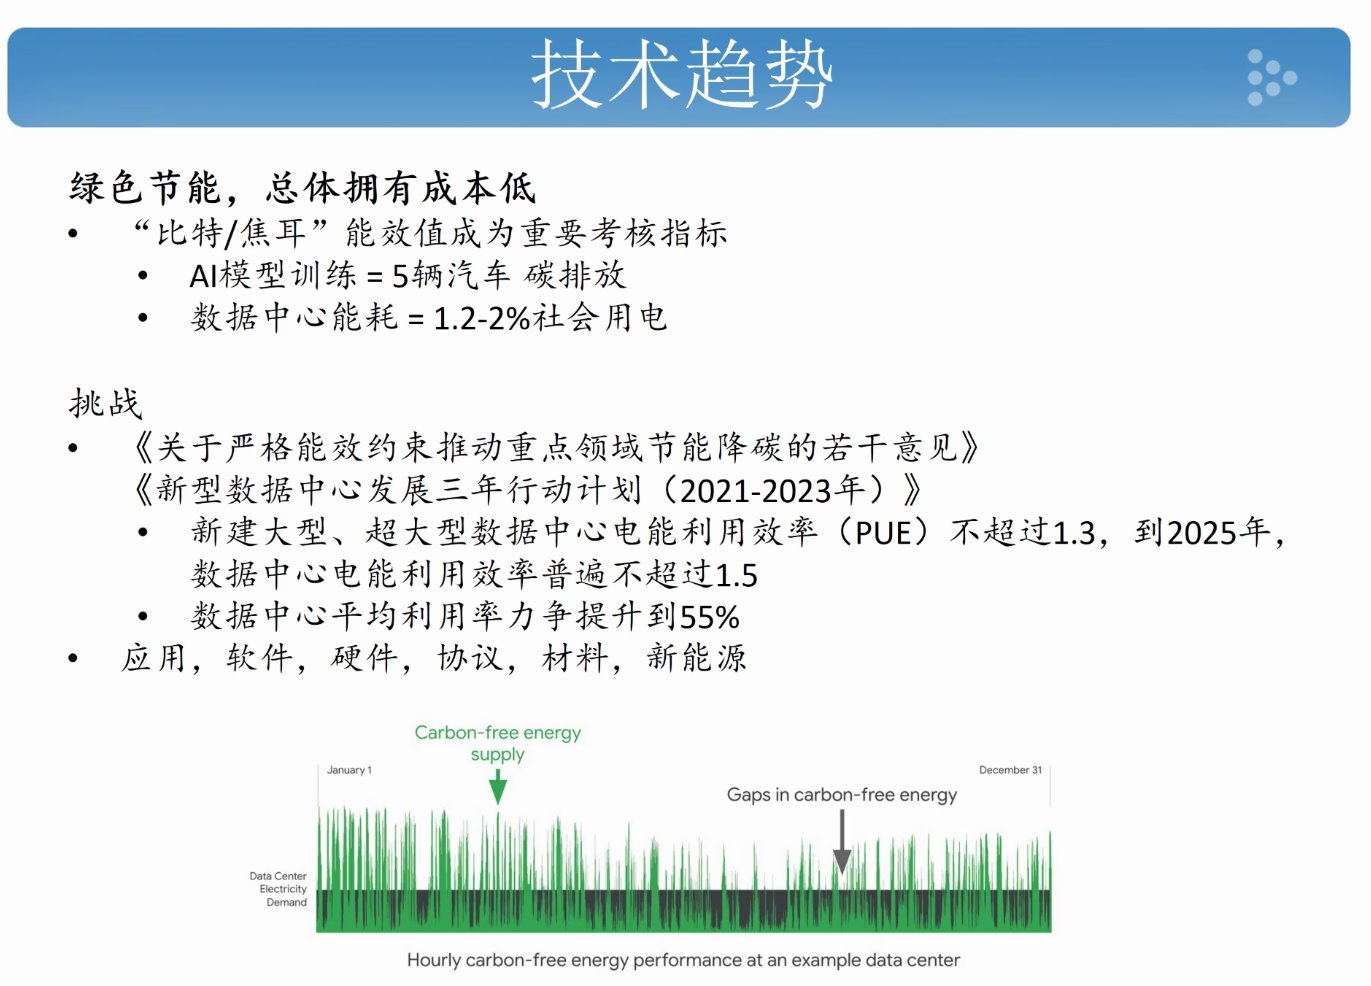 技术趋势
绿色节能，总体拥有成本低
• “比特/焦耳”能效值成为重要考核指标
• AI模型训练 = 5辆汽车 碳排放
• 数据中心能耗 = 1.2-2%社会用电
挑战
• 《关于严格能效约束推动重点领域节能降碳的若干意见》
《新型数据中心发展三年行动计划（2021-2023年）》
• 新建大型、超大型数据中心电能利用效率（PUE）不超过1.3，到2025年，
数据中心电能利用效率普遍不超过1.5
• 数据中心平均利用率力争提升到55%
• 应用，软件，硬件，协议，材料，新能源
Carbon-free energy
supply
January 1
December 31
Gaps in carbon-free energy
Data Center
Electricity
Demand
Hourly carbon-free energy performance at an example data center